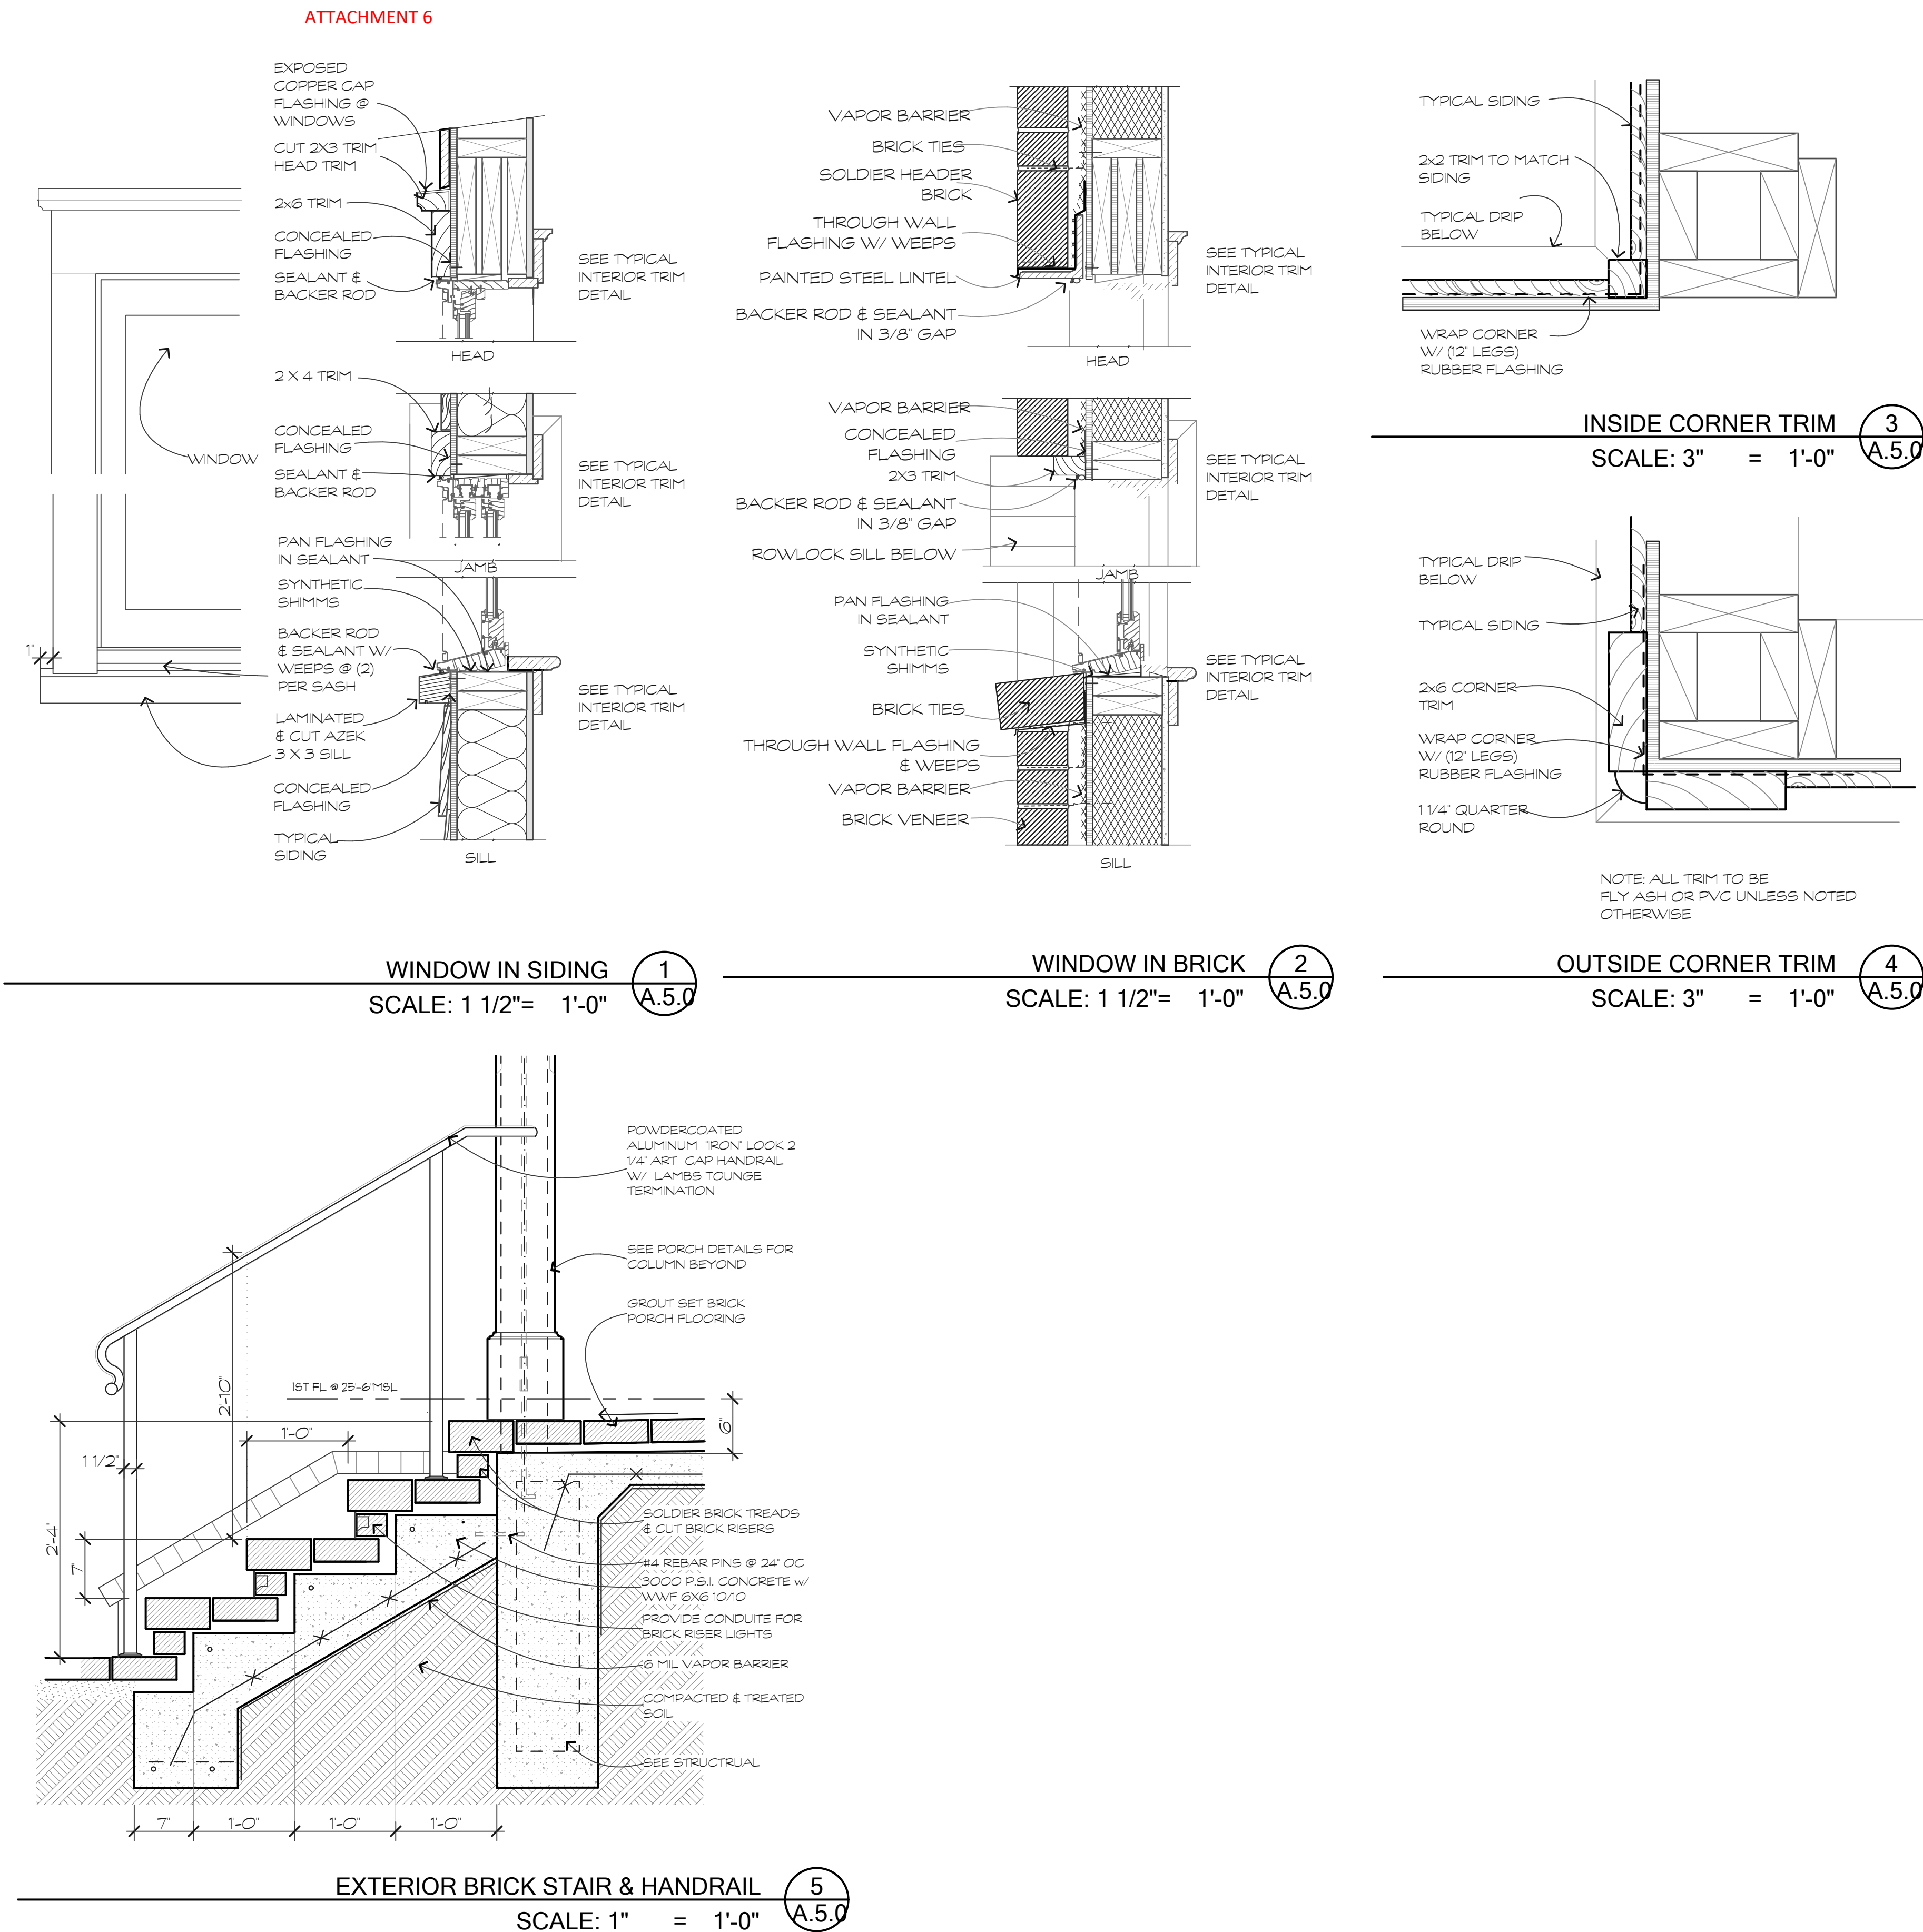 ATTACHMENT 6
EXPOSED
COPPER CAP
FLASHING @
WINDOWS
CUT 2X3 TRIM
HEAD TRIM
2x6 TRIM
CONCEALED
FLASHING
SEALANT &
BACKER ROD
SEE TYPICAL
INTERIOR TRIM
DETAIL
HEAD
2 X 4 TRIM
CONCEALED
FLASHING
WINDOW
SEALANT &
BACKER ROD
SEE TYPICAL
INTERIOR TRIM
DETAIL
JAMB
PAN FLASHING
IN SEALANT
SYNTHETIC
SHIMMS
BACKER ROD
& SEALANT W/
WEEPS @ (2)
PER SASH
1"
LAMINATED
& CUT AZEK
3 X 3 SILL
SEE TYPICAL
INTERIOR TRIM
DETAIL
CONCEALED
FLASHING
TYPICAL
SIDING
SILL
WINDOW IN SIDING
1
A.5.0
SCALE: 1 1/2"= 1'-0"
VAPOR BARRIER
BRICK TIES
SOLDIER HEADER
BRICK
THROUGH WALL
FLASHING W/ WEEPS
PAINTED STEEL LINTEL
BACKER ROD & SEALANT
IN 3/8" GAP
SEE TYPICAL
INTERIOR TRIM
DETAIL
HEAD
VAPOR BARRIER
CONCEALED
FLASHING
2X3 TRIM
BACKER ROD & SEALANT
IN 3/8" GAP
ROWLOCK SILL BELOW
SEE TYPICAL
INTERIOR TRIM
DETAIL
JAMB
PAN FLASHING
IN SEALANT
SYNTHETIC
SHIMMS
BRICK TIES
THROUGH WALL FLASHING
& WEEPS
VAPOR BARRIER
BRICK VENEER
SEE TYPICAL
INTERIOR TRIM
DETAIL
SILL
WINDOW IN BRICK
2
A.5.0
SCALE: 1 1/2"= 1'-0"
TYPICAL SIDING
2x2 TRIM TO MATCH
SIDING
TYPICAL DRIP
BELOW
WRAP CORNER
W/ (12" LEGS)
RUBBER FLASHING
INSIDE CORNER TRIM
3
A.5.0
SCALE: 3" = 1'-0"
TYPICAL DRIP
BELOW
TYPICAL SIDING
2x6 CORNER
TRIM
WRAP CORNER
W/ (12" LEGS)
RUBBER FLASHING
1 1/4" QUARTER
ROUND
NOTE: ALL TRIM TO BE
FLY ASH OR PVC UNLESS NOTED
OTHERWISE
OUTSIDE CORNER TRIM
4
A.5.0
SCALE: 3" = 1'-0"
POWDERCOATED
ALUMINUM "IRON" LOOK 2
1/4" ART CAP HANDRAIL
W/ LAMBS TOUNGE
TERMINATION
SEE PORCH DETAILS FOR
COLUMN BEYOND
GROUT SET BRICK
PORCH FLOORING
1ST FL @ 25'-6"MSL
2'-10"
6"
1'-0"
1 1/2"
2'-4"
7"
SOLDIER BRICK TREADS
& CUT BRICK RISERS
#4 REBAR PINS @ 24" OC
3000 P.S.I. CONCRETE w/
WWF 6X6 10/10
PROVIDE CONDUITE FOR
BRICK RISER LIGHTS
6 MIL VAPOR BARRIER
COMPACTED & TREATED
SOIL
SEE STRUCTRUAL
7"
1'-0"
1'-0"
1'-0"
EXTERIOR BRICK STAIR & HANDRAIL
5
A.5.0
SCALE: 1" = 1'-0"